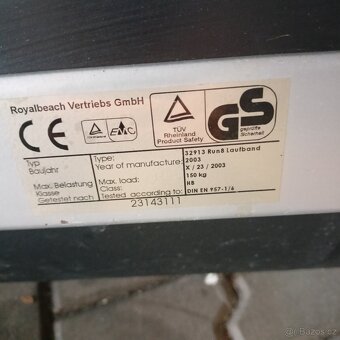 Royalbeach Vertriebs GmbH
CE
EMC
TÜV
Rheinland
Product Safety
GS
geprüfte
Sicherheit
Typ Type: 32913 Run8 Laufband
Baujahr Year of manufacture: 2003
X / 23 / 2003
Max. Belastung Max. load: 150 kg
Klasse Class: HB
Getestet nach Tested according to: DIN EN 957-1/6
23143111
Bazos.cz